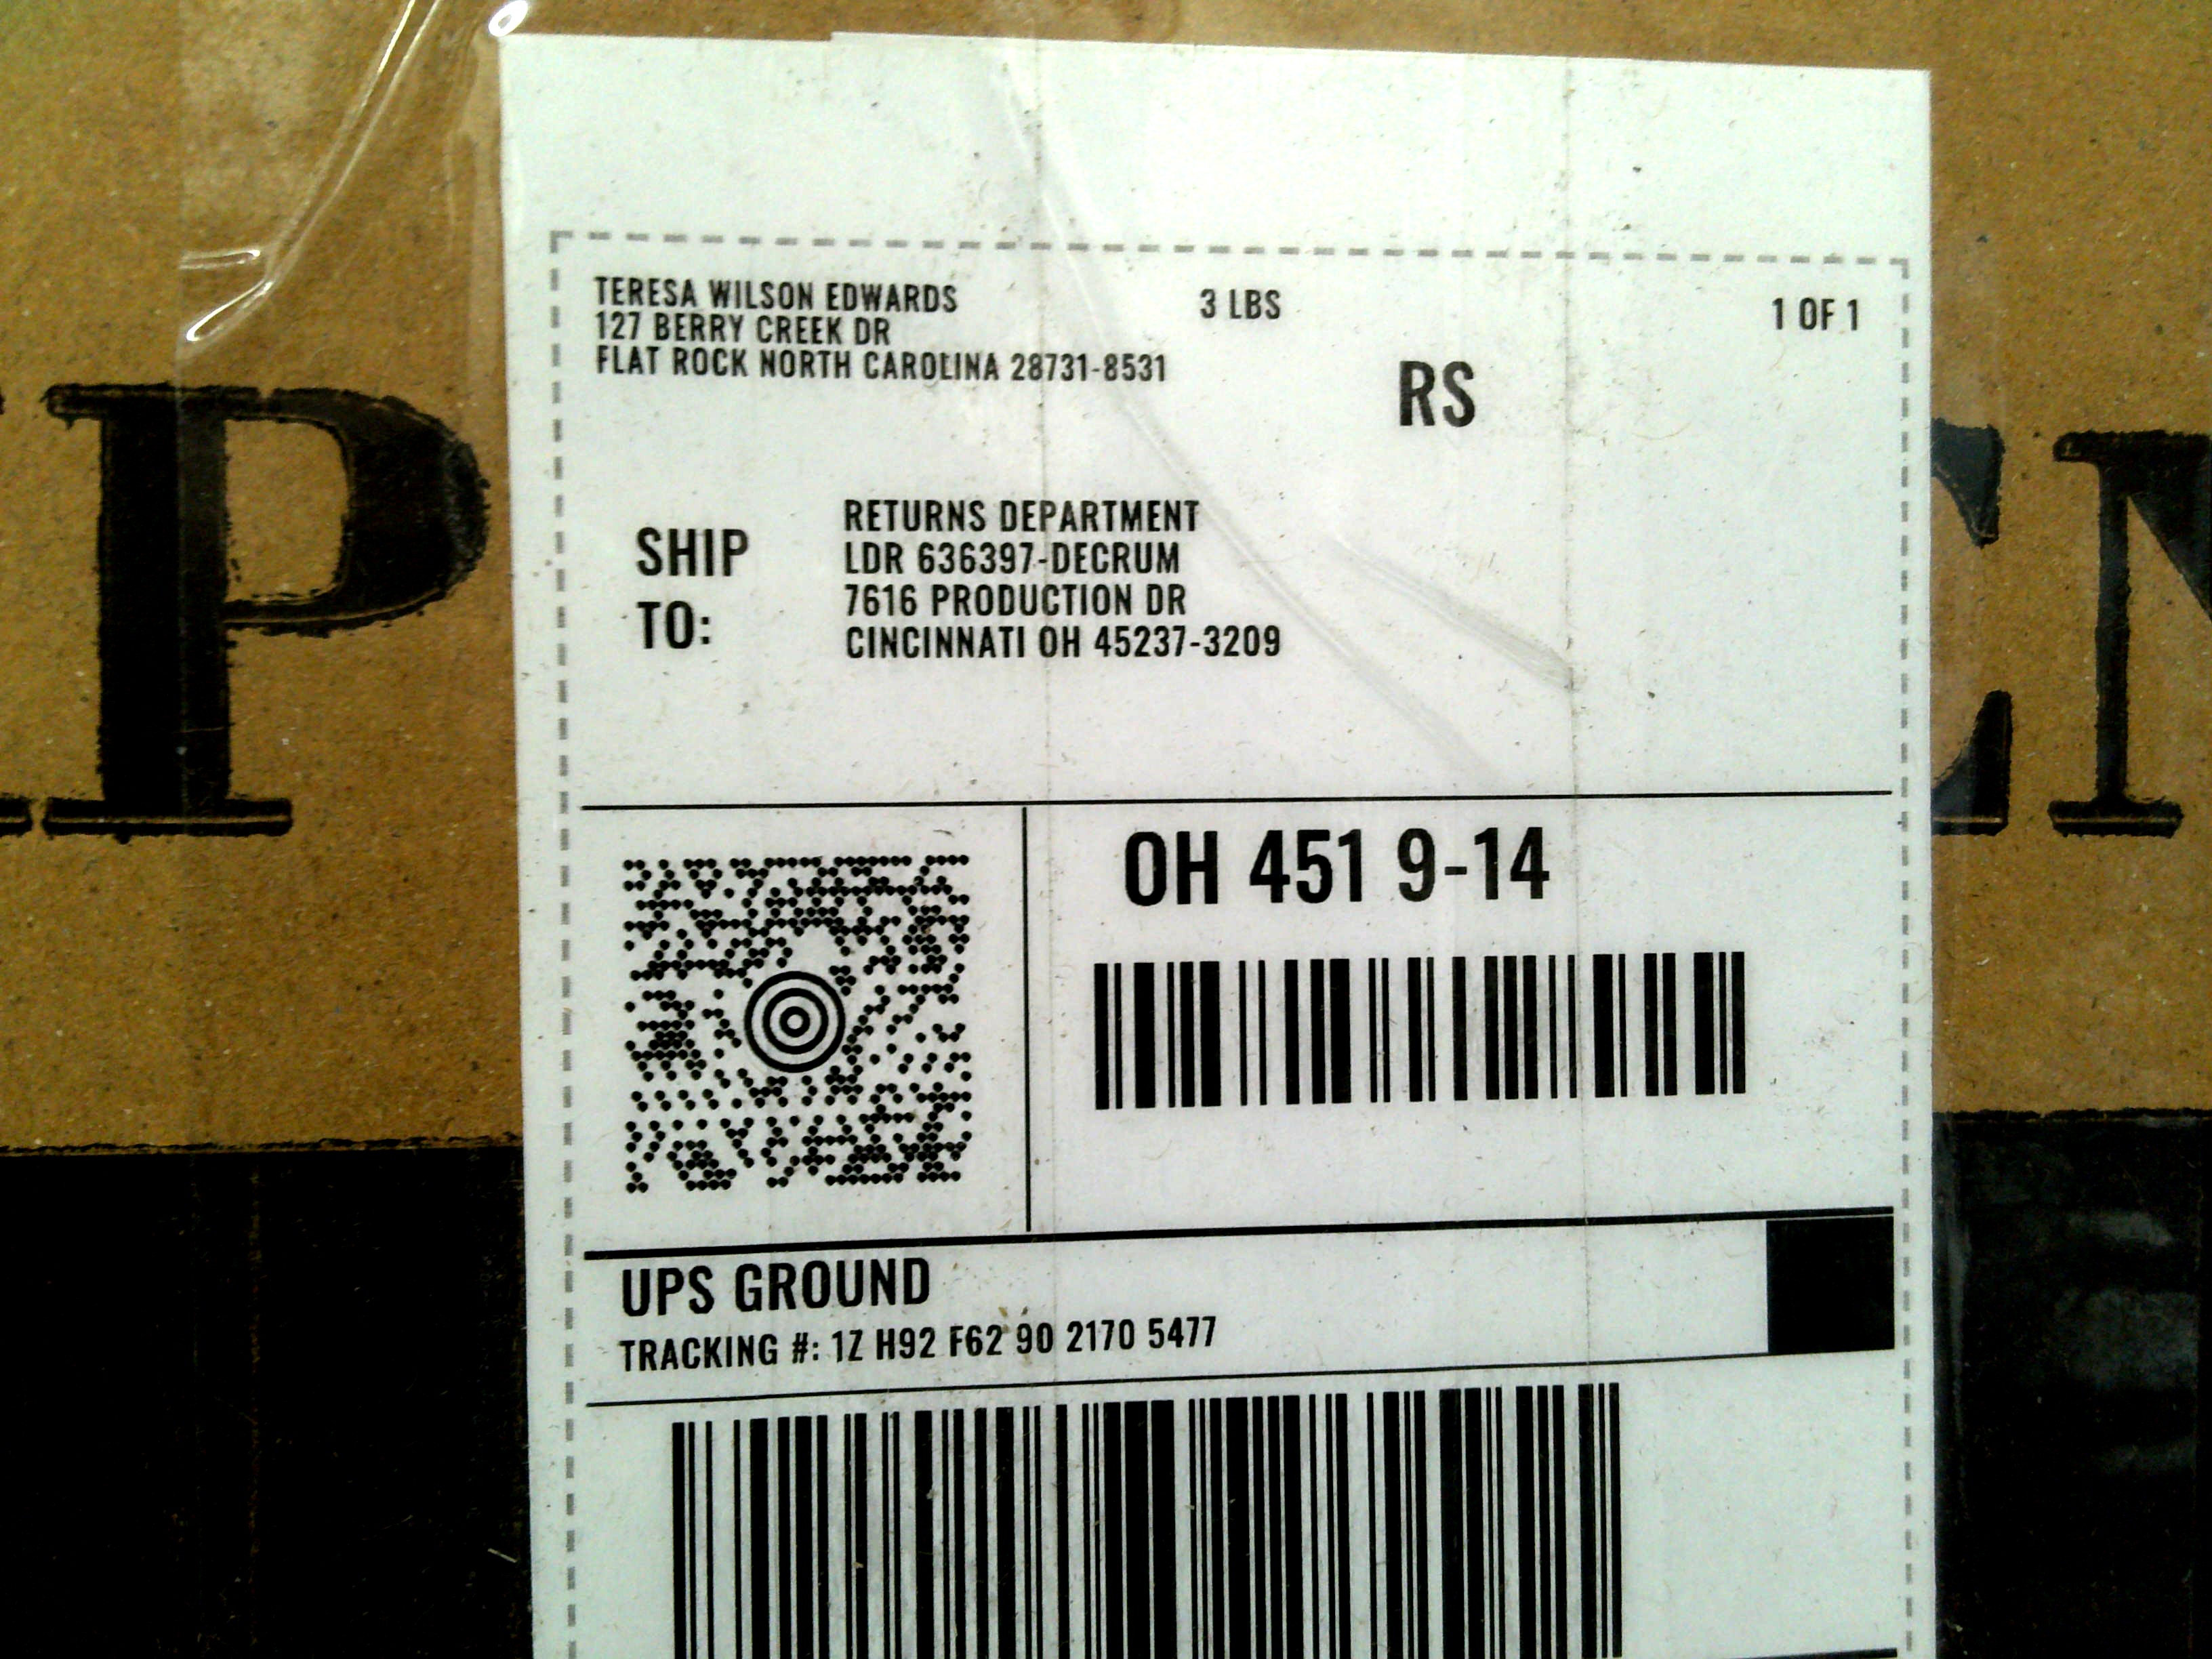 TERESA WILSON EDWARDS
127 BERRY CREEK DR
FLAT ROCK NORTH CAROLINA 28731-8531
3 LBS
1 OF 1
RS
SHIP
TO:
RETURNS DEPARTMENT
LDR 636397-DECRUM
7616 PRODUCTION DR
CINCINNATI OH 45237-3209
P
EN
OH 451 9-14
UPS GROUND
TRACKING #: 1Z H92 F62 90 2170 5477